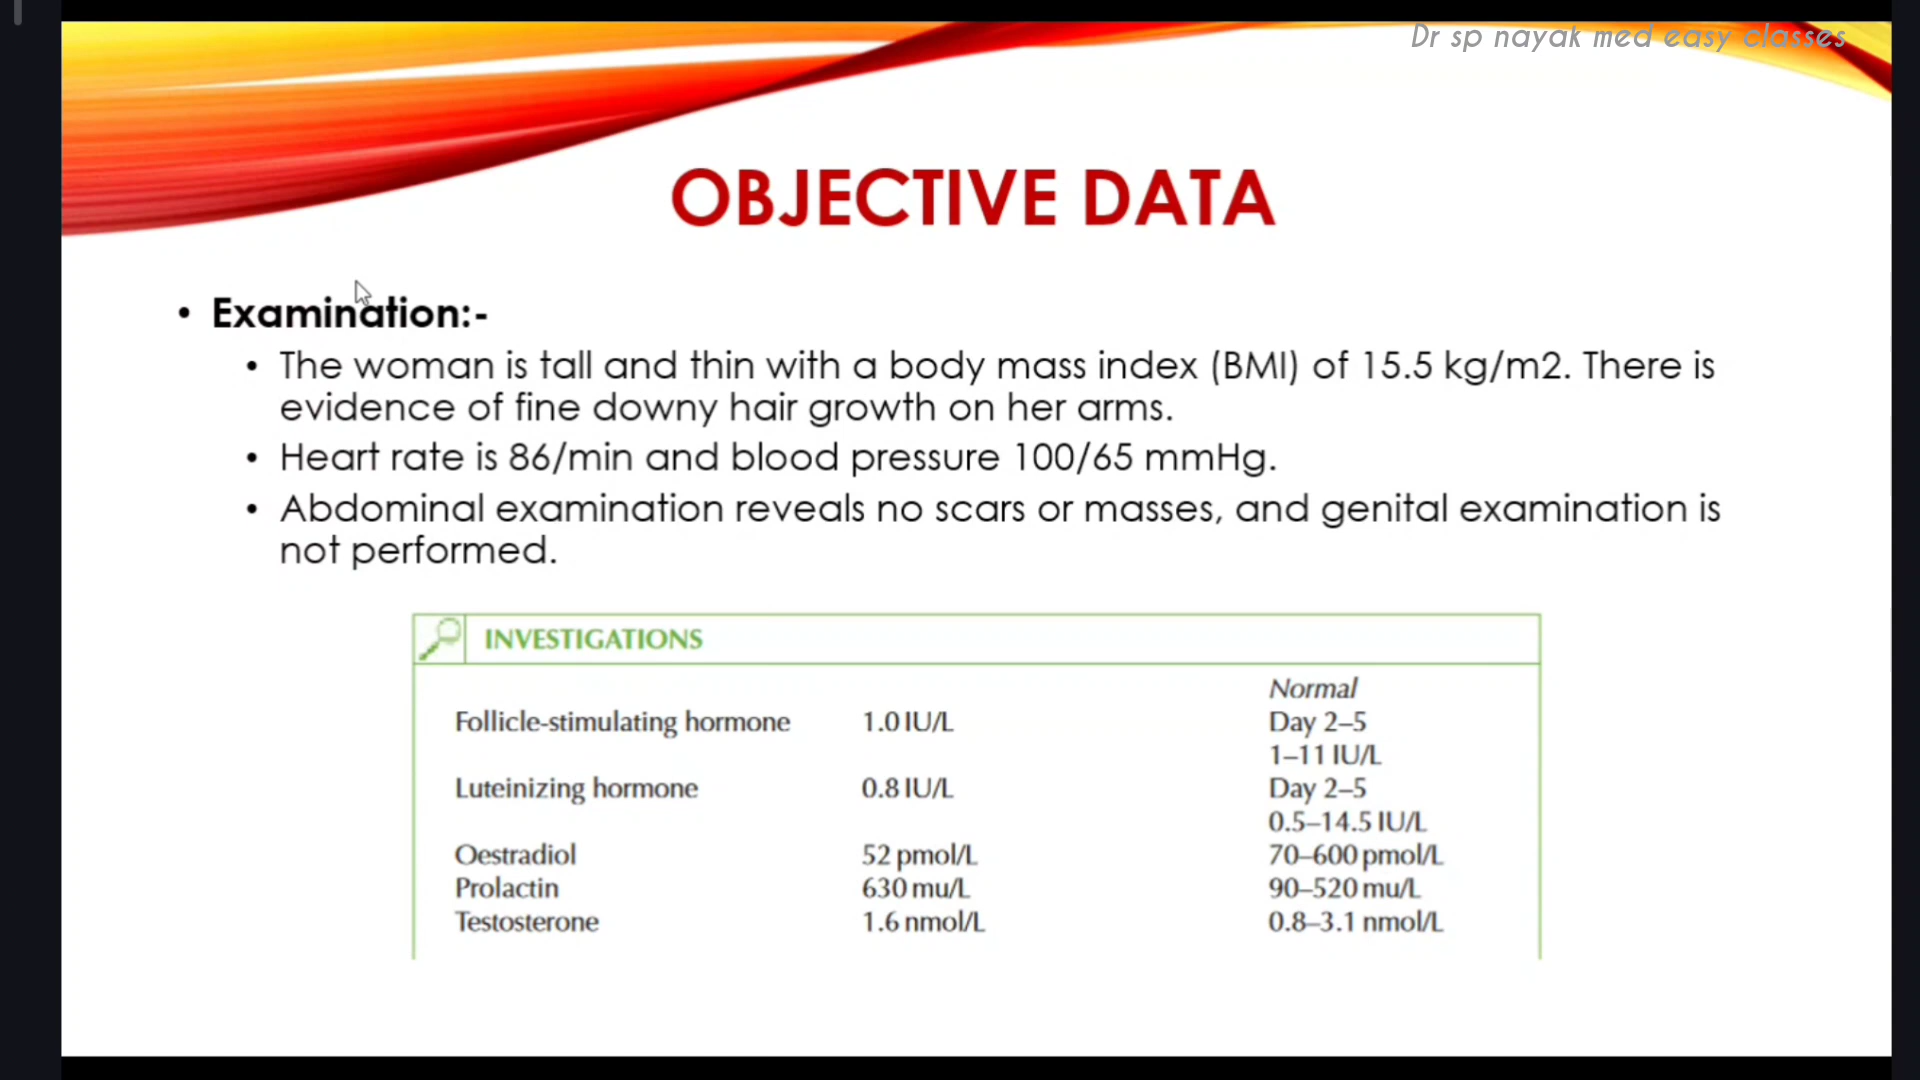 Dr sp nayak med easy classes
OBJECTIVE DATA
• Examination:-
• The woman is tall and thin with a body mass index (BMI) of 15.5 kg/m2. There is
evidence of fine downy hair growth on her arms.
• Heart rate is 86/min and blood pressure 100/65 mmHg.
• Abdominal examination reveals no scars or masses, and genital examination is
not performed.
INVESTIGATIONS
Normal
Follicle-stimulating hormone 1.0 IU/L Day 2–5
1–11 IU/L
Luteinizing hormone 0.8 IU/L Day 2–5
0.5–14.5 IU/L
Oestradiol 52 pmol/L 70–600 pmol/L
Prolactin 630 mu/L 90–520 mu/L
Testosterone 1.6 nmol/L 0.8–3.1 nmol/L